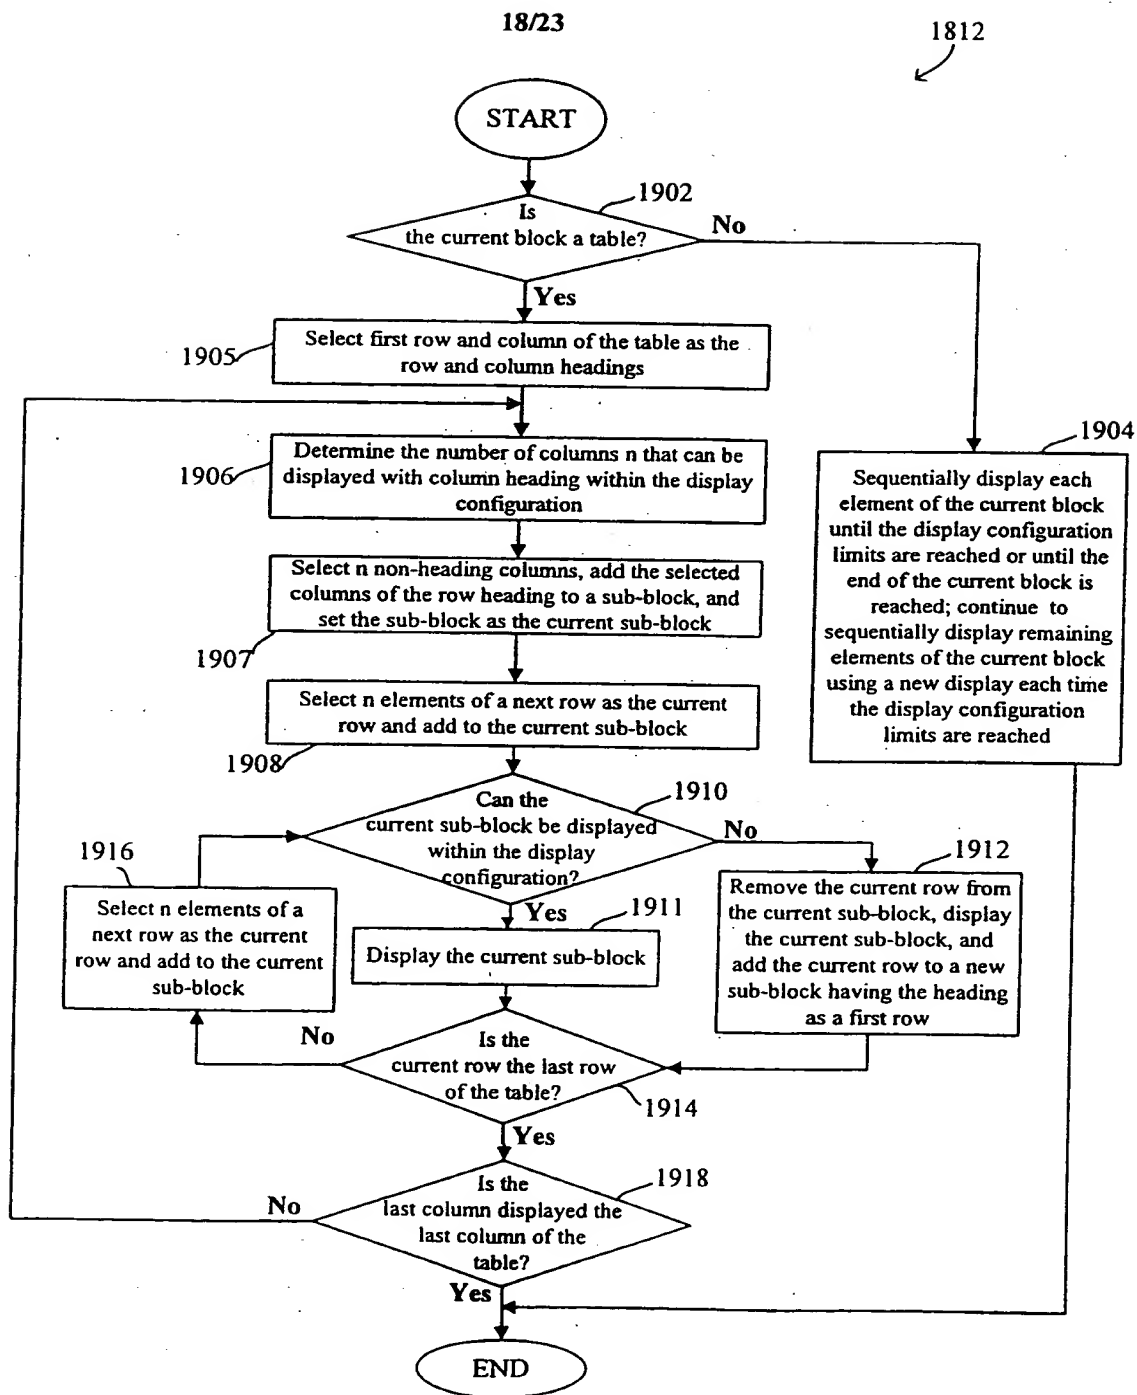 18/23
1812
START
1902
Is
the current block a table?
No
Yes
1905
Select first row and column of the table as the
row and column headings
1906
Determine the number of columns n that can be
displayed with column heading within the display
configuration
1904
Sequentially display each
element of the current block
until the display configuration
limits are reached or until the
end of the current block is
reached; continue to
sequentially display remaining
elements of the current block
using a new display each time
the display configuration
limits are reached
Select n non-heading columns, add the selected
columns of the row heading to a sub-block, and
set the sub-block as the current sub-block
1907
Select n elements of a next row as the current
row and add to the current sub-block
1908
1910
Can the
current sub-block be displayed
within the display
configuration?
No
Yes
1916
Select n elements of a
next row as the current
row and add to the current
sub-block
1911
Display the current sub-block
1912
Remove the current row from
the current sub-block, display
the current sub-block, and
add the current row to a new
sub-block having the heading
as a first row
No
Is the
current row the last row
of the table?
1914
Yes
1918
Is the
last column displayed the
last column of the
table?
No
Yes
END